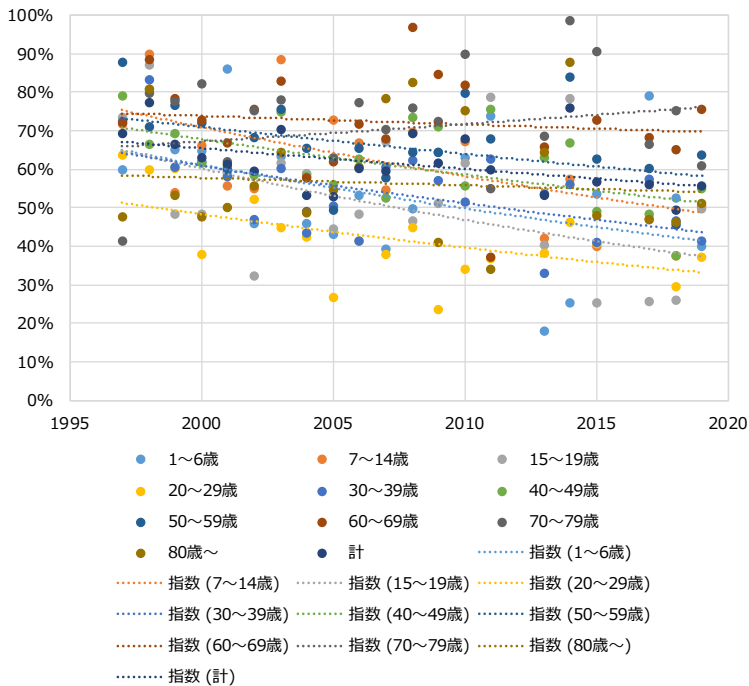 100%
90%
80%
70%
60%
50%
40%
30%
20%
10%
0%
1995 2000 2005 2010 2015 2020
1～6歳 7～14歳 15～19歳
20～29歳 30～39歳 40～49歳
50～59歳 60～69歳 70～79歳
80歳～ 計 指数 (1～6歳)
指数 (7～14歳) 指数 (15～19歳) 指数 (20～29歳)
指数 (30～39歳) 指数 (40～49歳) 指数 (50～59歳)
指数 (60～69歳) 指数 (70～79歳) 指数 (80歳～)
指数 (計)